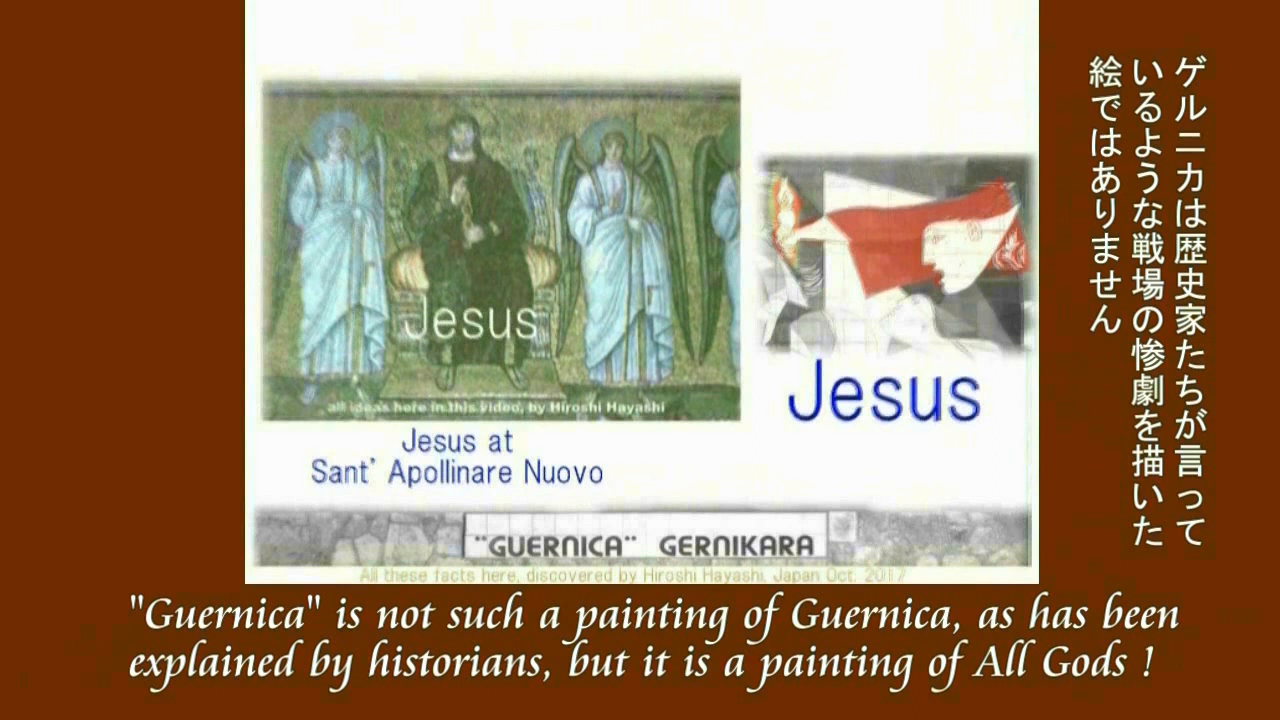 ゲルニカは歴史家たちが言って
いるような戦場の惨劇を描いた
絵ではありません
Jesus
all ideas here in this video, by Hiroshi Hayashi
Jesus at
Sant' Apollinare Nuovo
Jesus
"GUERNICA" GERNIKARA
All these facts here, discovered by Hiroshi Hayashi, Japan Oct. 2017
"Guernica" is not such a painting of Guernica, as has been
explained by historians, but it is a painting of All Gods !